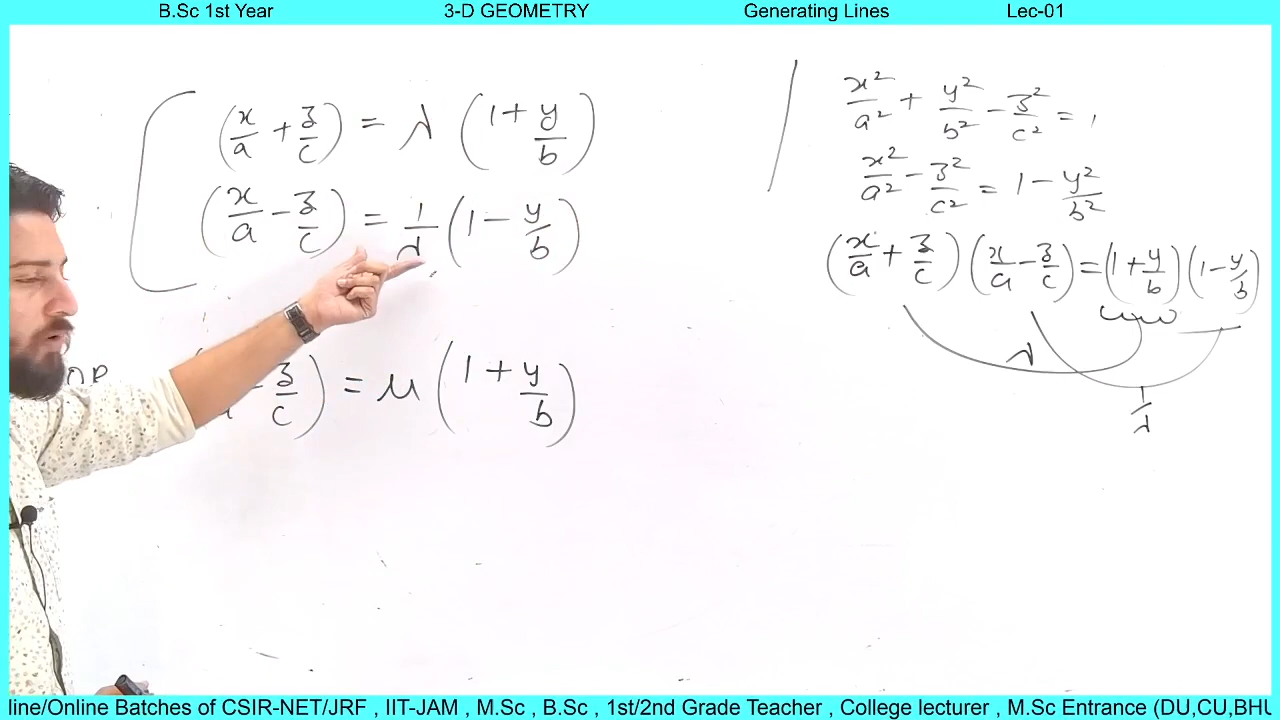 B.Sc 1st Year 3-D GEOMETRY Generating Lines Lec-01
(x/a + z/c) = λ (1 + y/b)
(x/a - z/c) = 1/λ (1 - y/b)
OR
- z/c) = μ (1 + y/b)
x²/a² + y²/b² - z²/c² = 1
x²/a² - z²/c² = 1 - y²/b²
(x/a + z/c) (x/a - z/c) = (1 + y/b) (1 - y/b)
λ
1/λ
line/Online Batches of CSIR-NET/JRF , IIT-JAM , M.Sc , B.Sc , 1st/2nd Grade Teacher , College lecturer , M.Sc Entrance (DU,CU,BHU